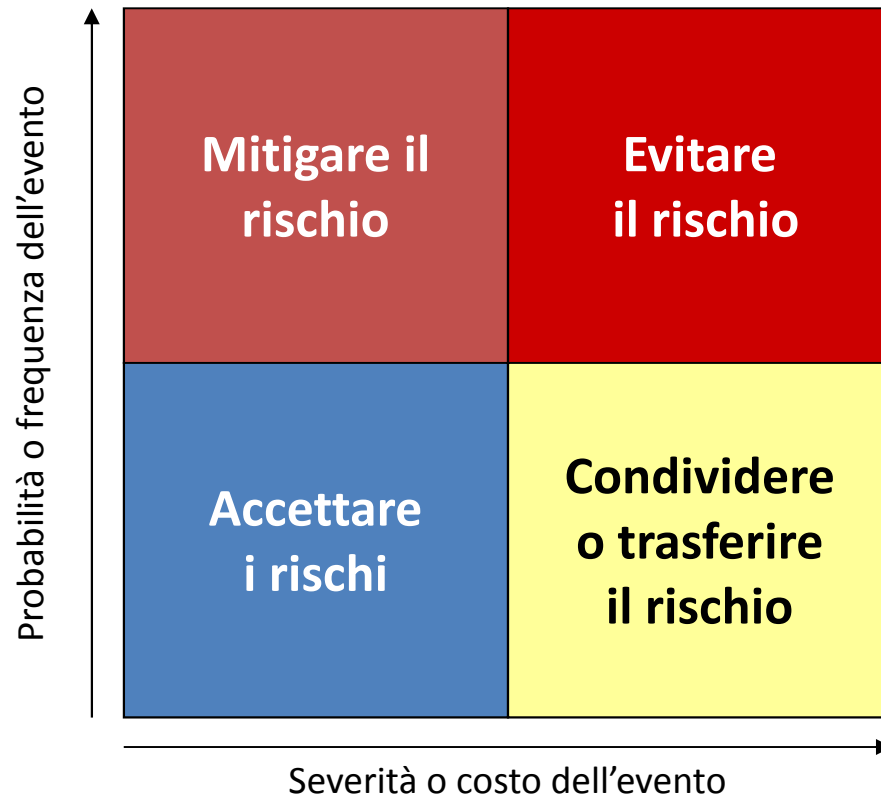 Probabilità o frequenza dell’evento
Mitigare il
rischio
Evitare
il rischio
Accettare
i rischi
Condividere
o trasferire
il rischio
Severità o costo dell’evento